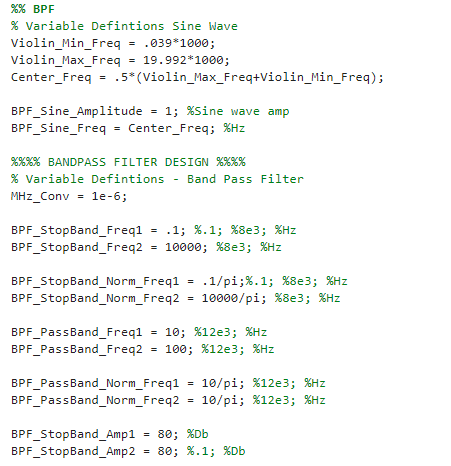 %% BPF
% Variable Defintions Sine Wave
Violin_Min_Freq = .039*1000;
Violin_Max_Freq = 19.992*1000;
Center_Freq = .5*(Violin_Max_Freq+Violin_Min_Freq);
BPF_Sine_Amplitude = 1; %Sine wave amp
BPF_Sine_Freq = Center_Freq; %Hz
%%%% BANDPASS FILTER DESIGN %%%%
% Variable Defintions - Band Pass Filter
MHz_Conv = 1e-6;
BPF_StopBand_Freq1 = .1; %.1; %8e3; %Hz
BPF_StopBand_Freq2 = 10000; %8e3; %Hz
BPF_StopBand_Norm_Freq1 = .1/pi;%.1; %8e3; %Hz
BPF_StopBand_Norm_Freq2 = 10000/pi; %8e3; %Hz
BPF_PassBand_Freq1 = 10; %12e3; %Hz
BPF_PassBand_Freq2 = 100; %12e3; %Hz
BPF_PassBand_Norm_Freq1 = 10/pi; %12e3; %Hz
BPF_PassBand_Norm_Freq2 = 10/pi; %12e3; %Hz
BPF_StopBand_Amp1 = 80; %Db
BPF_StopBand_Amp2 = 80; %.1; %Db